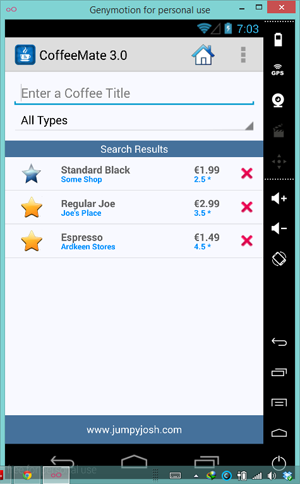 Genymotion for personal use
7:03
CoffeeMate 3.0
GPS
Enter a Coffee Title
All Types
Search Results
Standard Black €1.99
Some Shop 2.5 *
Regular Joe €2.99
Joe's Place 3.5 *
Espresso €1.49
Ardkeen Stores 4.5 *
www.jumpyjosh.com